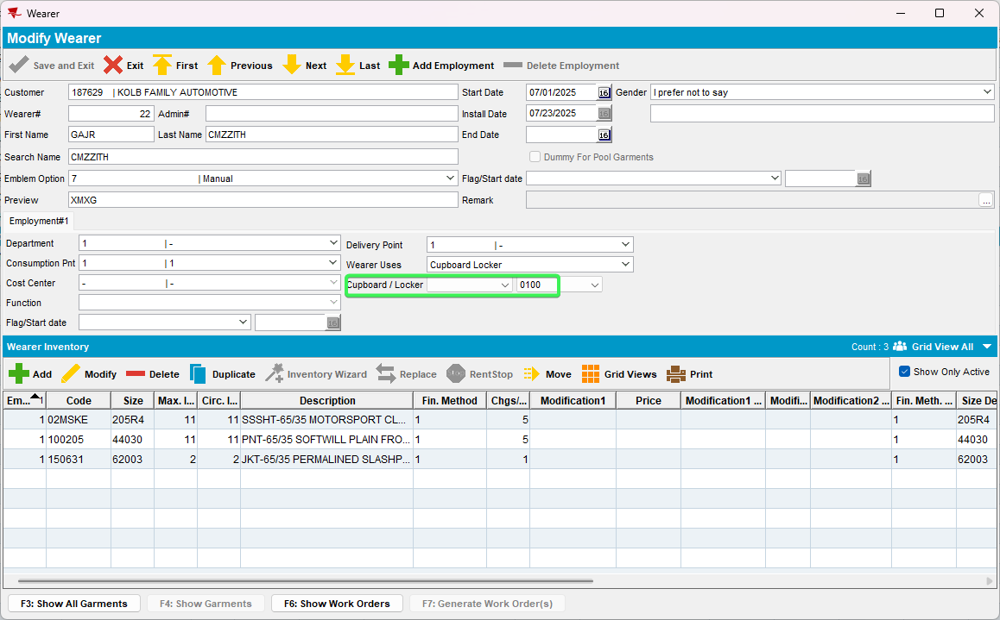 Wearer
Modify Wearer
Save and Exit Exit First Previous Next Last Add Employment Delete Employment
Customer 187629 | KOLB FAMILY AUTOMOTIVE Start Date 07/01/2025 16 Gender I prefer not to say
Wearer# 22 Admin# Install Date 07/23/2025 16
First Name GAJR Last Name CMZZITH End Date 16
Search Name CMZZITH Dummy For Pool Garments
Emblem Option 7 | Manual Flag/Start date 16
Preview XMXG Remark ...
Employment#1
Department 1 | - Delivery Point 1 | -
Consumption Pnt 1 | 1 Wearer Uses Cupboard Locker
Cost Center - | - Cupboard / Locker 0100
Function
Flag/Start date 16
Wearer Inventory Count : 3 Grid View All
Add Modify Delete Duplicate Inventory Wizard Replace RentStop Move Grid Views Print Show Only Active
Em... 1 Code Size Max. I... Circ. I... Description Fin. Method Chgs/... Modification1 Price Modification1 ... Modifi... Modification2 ... Fin. Meth. ... Size De
1 02MSKE 205R4 11 11 SSSHT-65/35 MOTORSPORT CL... 1 5 1 205R4
1 100205 44030 11 11 PNT-65/35 SOFTWILL PLAIN FRO... 1 5 1 44030
1 150631 62003 2 2 JKT-65/35 PERMALINED SLASHP... 1 1 1 62003
F3: Show All Garments F4: Show Garments F6: Show Work Orders F7: Generate Work Order(s)